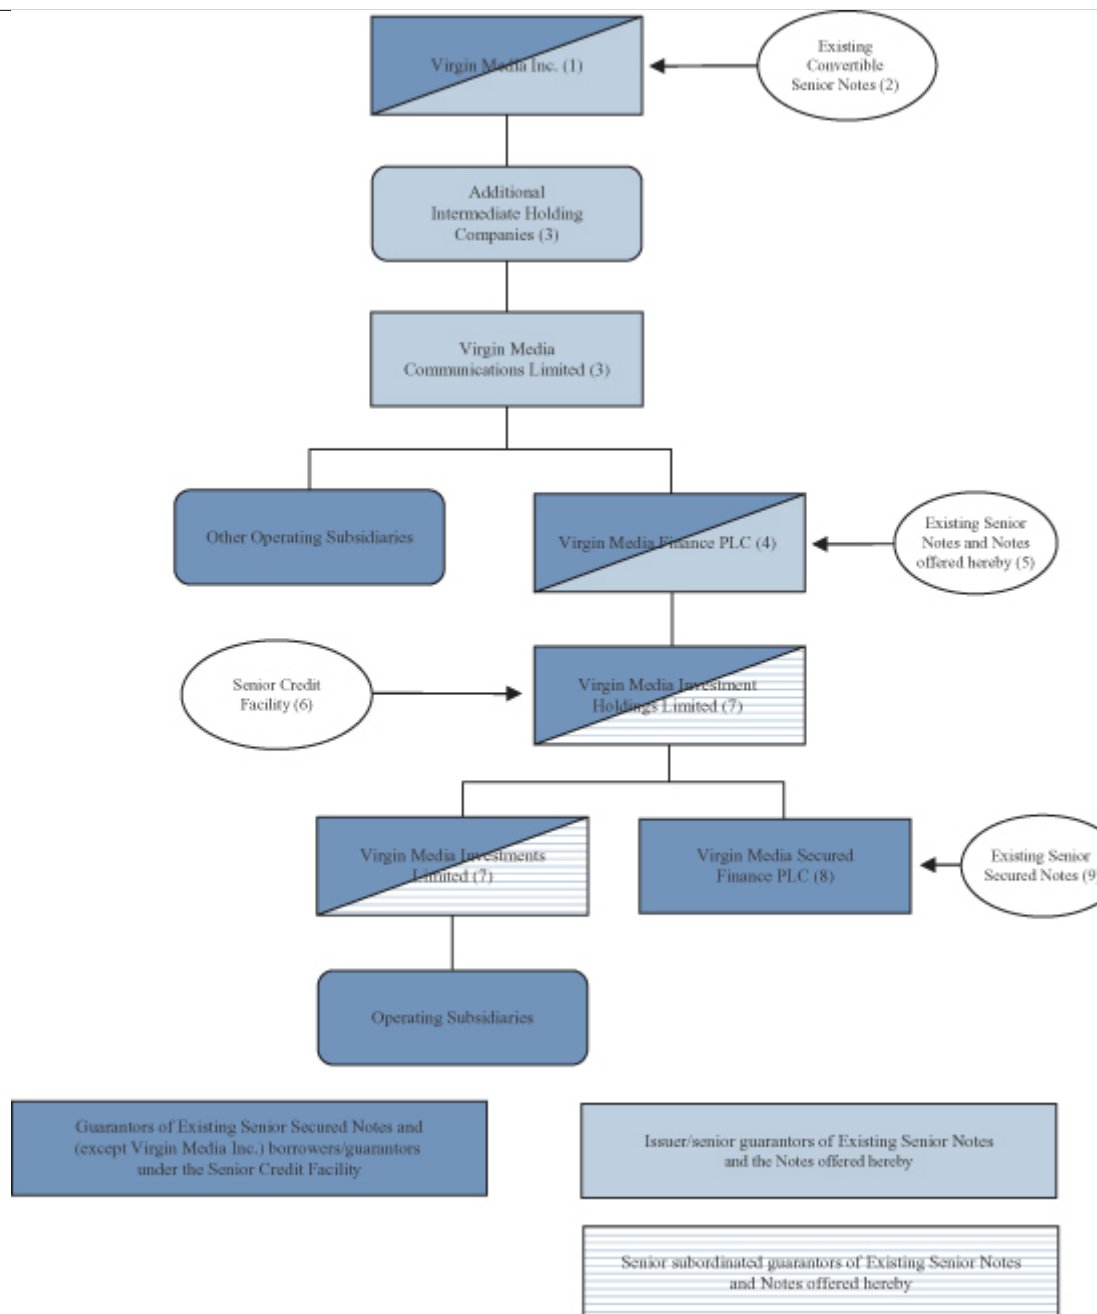 Virgin Media Inc. (1)
Existing
Convertible
Senior Notes (2)
Additional
Intermediate Holding
Companies (3)
Virgin Media
Communications Limited (3)
Other Operating Subsidiaries
Virgin Media Finance PLC (4)
Existing Senior
Notes and Notes
offered hereby (5)
Senior Credit
Facility (6)
Virgin Media Investment
Holdings Limited (7)
Virgin Media Investments
Limited (7)
Virgin Media Secured
Finance PLC (8)
Existing Senior
Secured Notes (9)
Operating Subsidiaries
Guarantors of Existing Senior Secured Notes and
(except Virgin Media Inc.) borrowers/guarantors
under the Senior Credit Facility
Issuer/senior guarantors of Existing Senior Notes
and the Notes offered hereby
Senior subordinated guarantors of Existing Senior Notes
and Notes offered hereby